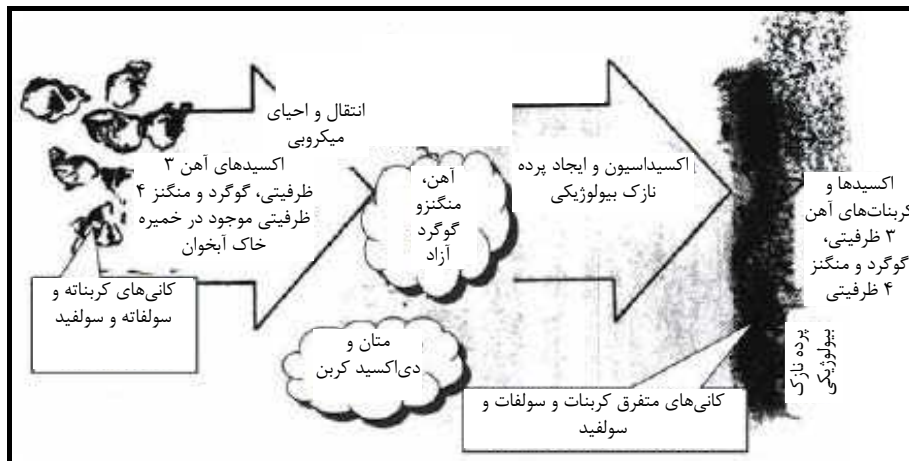 انتقال و احیای
میکروبی
اکسیدهای آهن ۳
ظرفیتی، گوگرد و منگنز ۴
ظرفیتی موجود در خمیره
خاک آبخوان
کانی‌های کربناته و
سولفاته و سولفید
آهن،
منگنزو
گوگرد
آزاد
متان و
دی‌اکسید کربن
اکسیداسیون و ایجاد پرده
نازک بیولوژیکی
کانی‌های متفرق کربنات و سولفات و
سولفید
اکسیدها و
کربنات‌های آهن
۳ ظرفیتی،
گوگرد و منگنز
۴ ظرفیتی
پرده نازک
بیولوژیکی